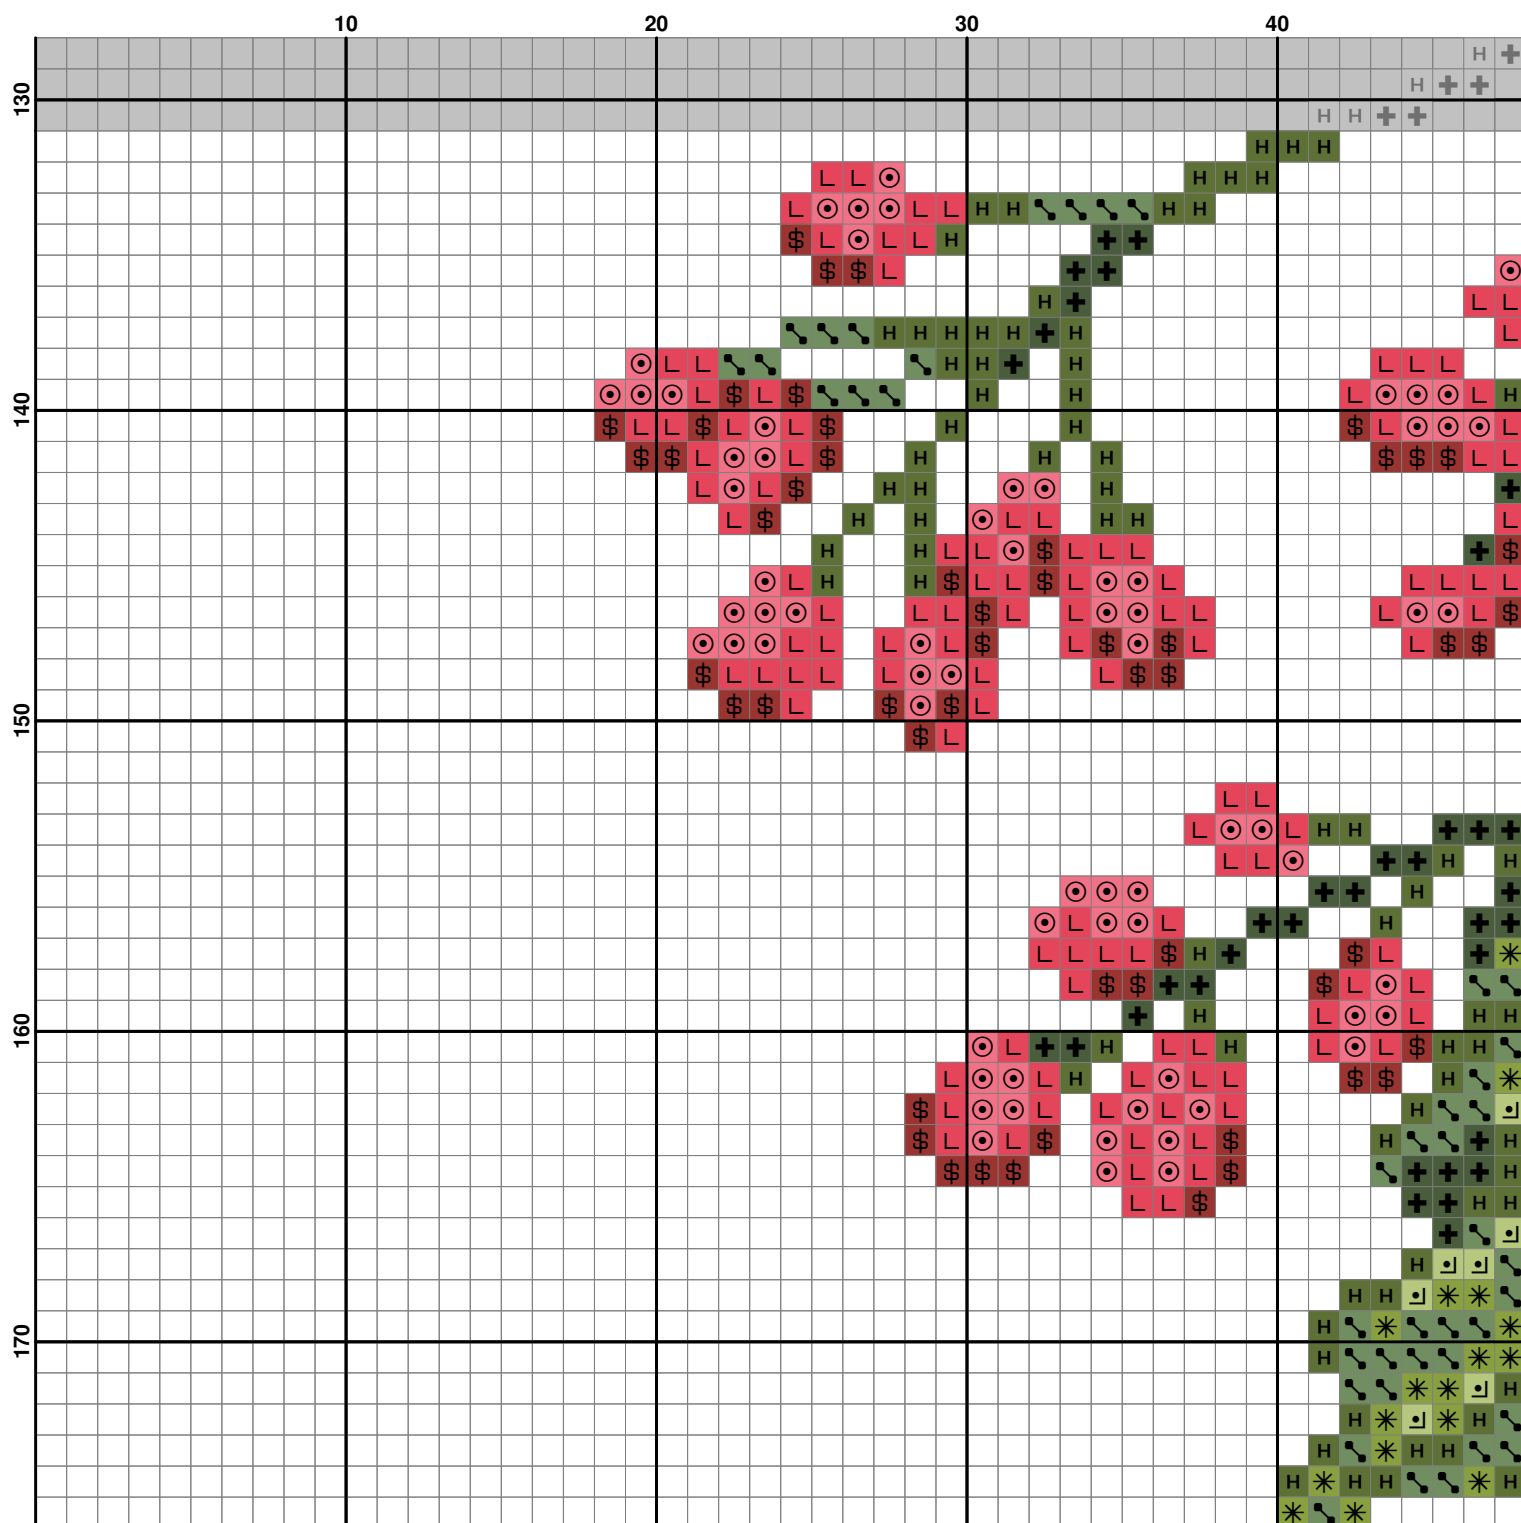 10 20 30 40
H
130 H
H H
H H H
L L H H H
L L L H H H H
$ L L L H
$ $ L
H L L
H H H H H H L
L L H H H L L L
140 L $ L $ H H L L H
$ L L $ L L $ H H $ L L
$ $ L L $ H H H $ $ $ L L
L L $ H H H
L $ H H L L H H L
H H L L $ L L L $
L H H $ L L $ L L L L L L
L L L $ L L L L L L $
L L L L $ L $ $ L L $ $
$ L L L L L L L $ $
150 $ $ L $ $ L
$ L
L L
L L H H
L L H H
H
L L H
L L L L $ H $ L
L $ $ $ L L
160 H L L H H
L H L L H L L $ H H
L L H L L L $ $ H
$ L L L L L H
$ L L $ L L $ H H
$ $ $ L L $ H
L L $ H H
H
H H
170 H
H
H
H H
H H H
H H H H